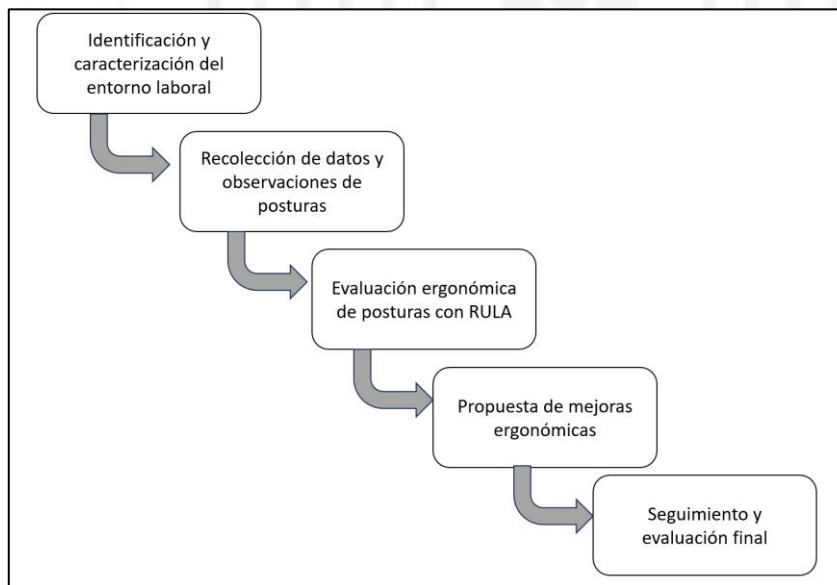 Identificación y
caracterización del
entorno laboral
Recolección de datos y
observaciones de
posturas
Evaluación ergonómica
de posturas con RULA
Propuesta de mejoras
ergonómicas
Seguimiento y
evaluación final